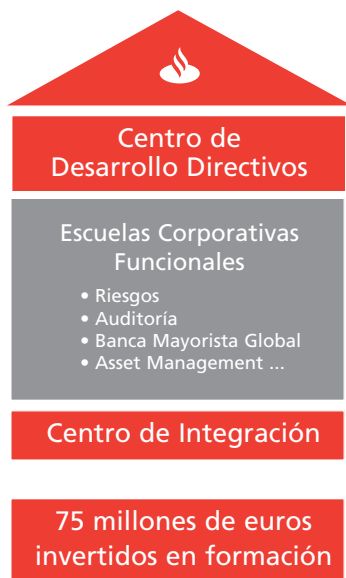 Centro de
Desarrollo Directivos
Escuelas Corporativas
Funcionales
• Riesgos
• Auditoría
• Banca Mayorista Global
• Asset Management ...
Centro de Integración
75 millones de euros
invertidos en formación